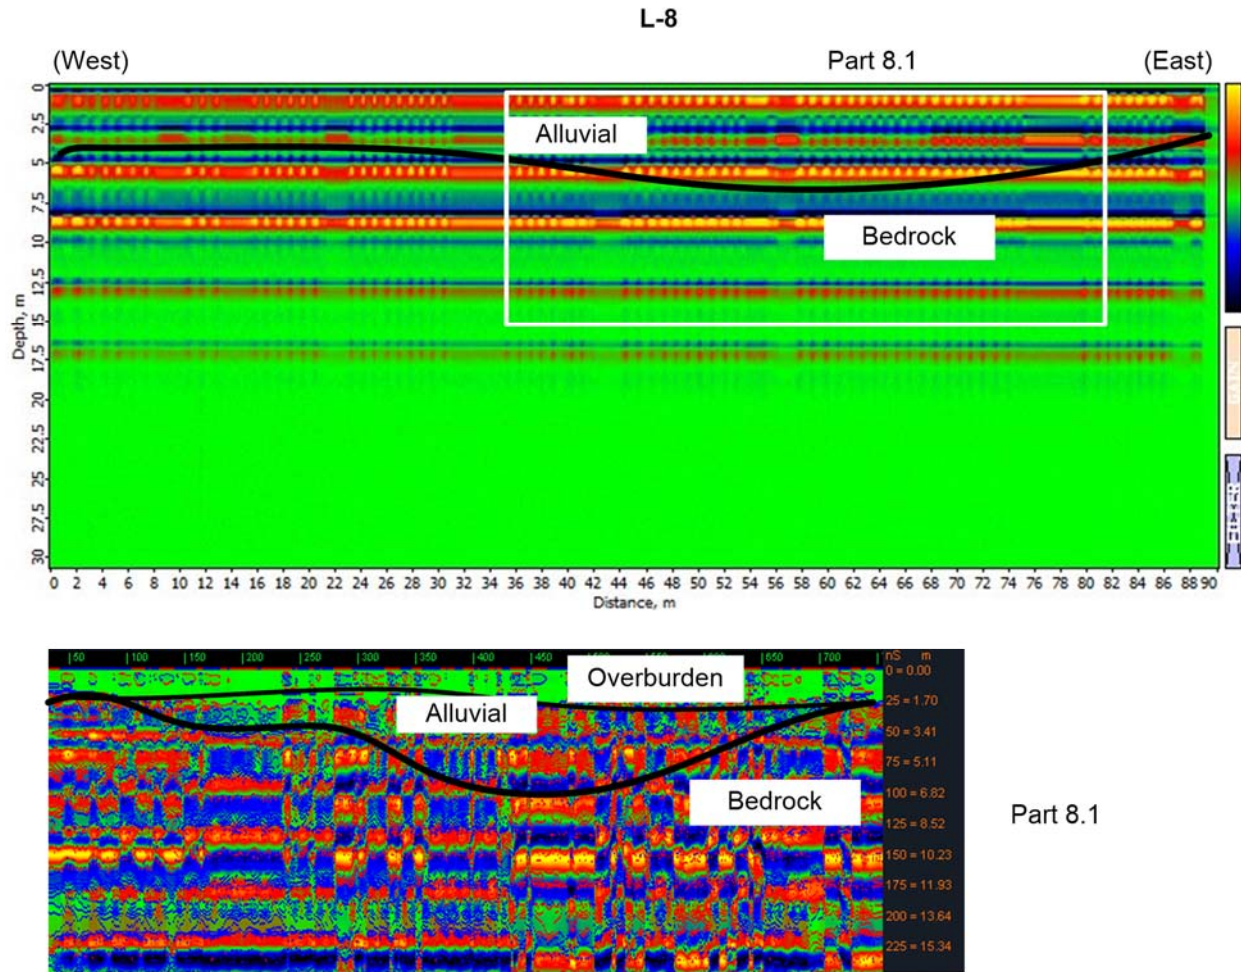 L-8
(West) Part 8.1 (East)
Alluvial
Bedrock
0
2.5
5
7.5
10
12.5
15
17.5
20
22.5
25
27.5
30
Depth, m
0 2 4 6 8 10 12 14 16 18 20 22 24 26 28 30 32 34 36 38 40 42 44 46 48 50 52 54 56 58 60 62 64 66 68 70 72 74 76 78 80 82 84 86 88 90
Distance, m
50 100 150 200 250 300 350 400 450 650 700
nS m
0 = 0.00
Overburden
25 = 1.70
Alluvial
50 = 3.41
75 = 5.11
Bedrock
100 = 6.82
Part 8.1
125 = 8.52
150 = 10.23
175 = 11.93
200 = 13.64
225 = 15.34